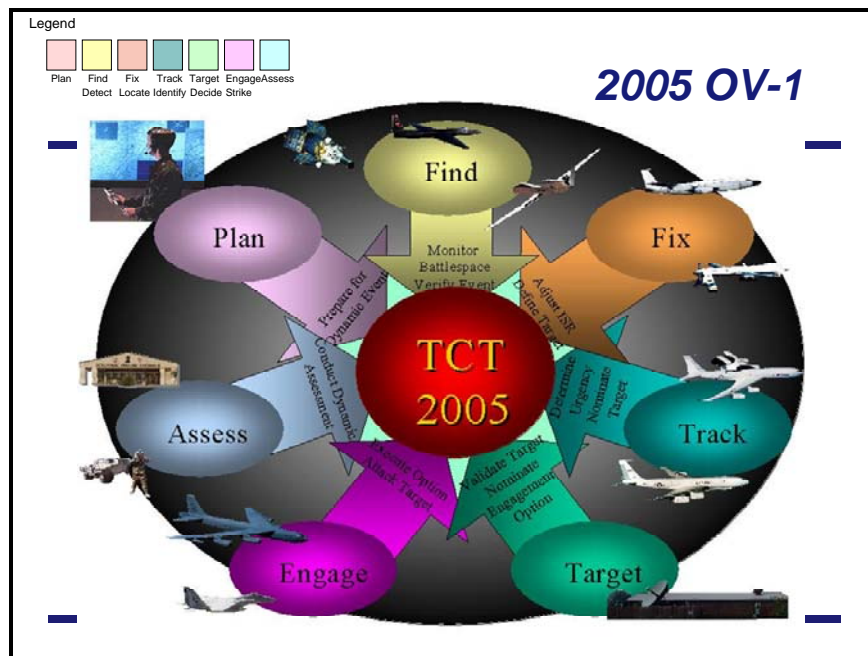 Legend
Plan Find Fix Track Target Engage Assess
Detect Locate Identify Decide Strike
2005 OV-1
Find
Monitor
Battlespace
Verify Event
Plan
Prepare for
Dynamic Event
Fix
Adjust ISR
Define Target
TCT
2005
Assess
Conduct Dynamic
Assessment
Track
Determine
Urgency
Nominate
Target
Engage
Execute Option
Attack Target
Target
Validate Target
Nominate
Engagement
Option